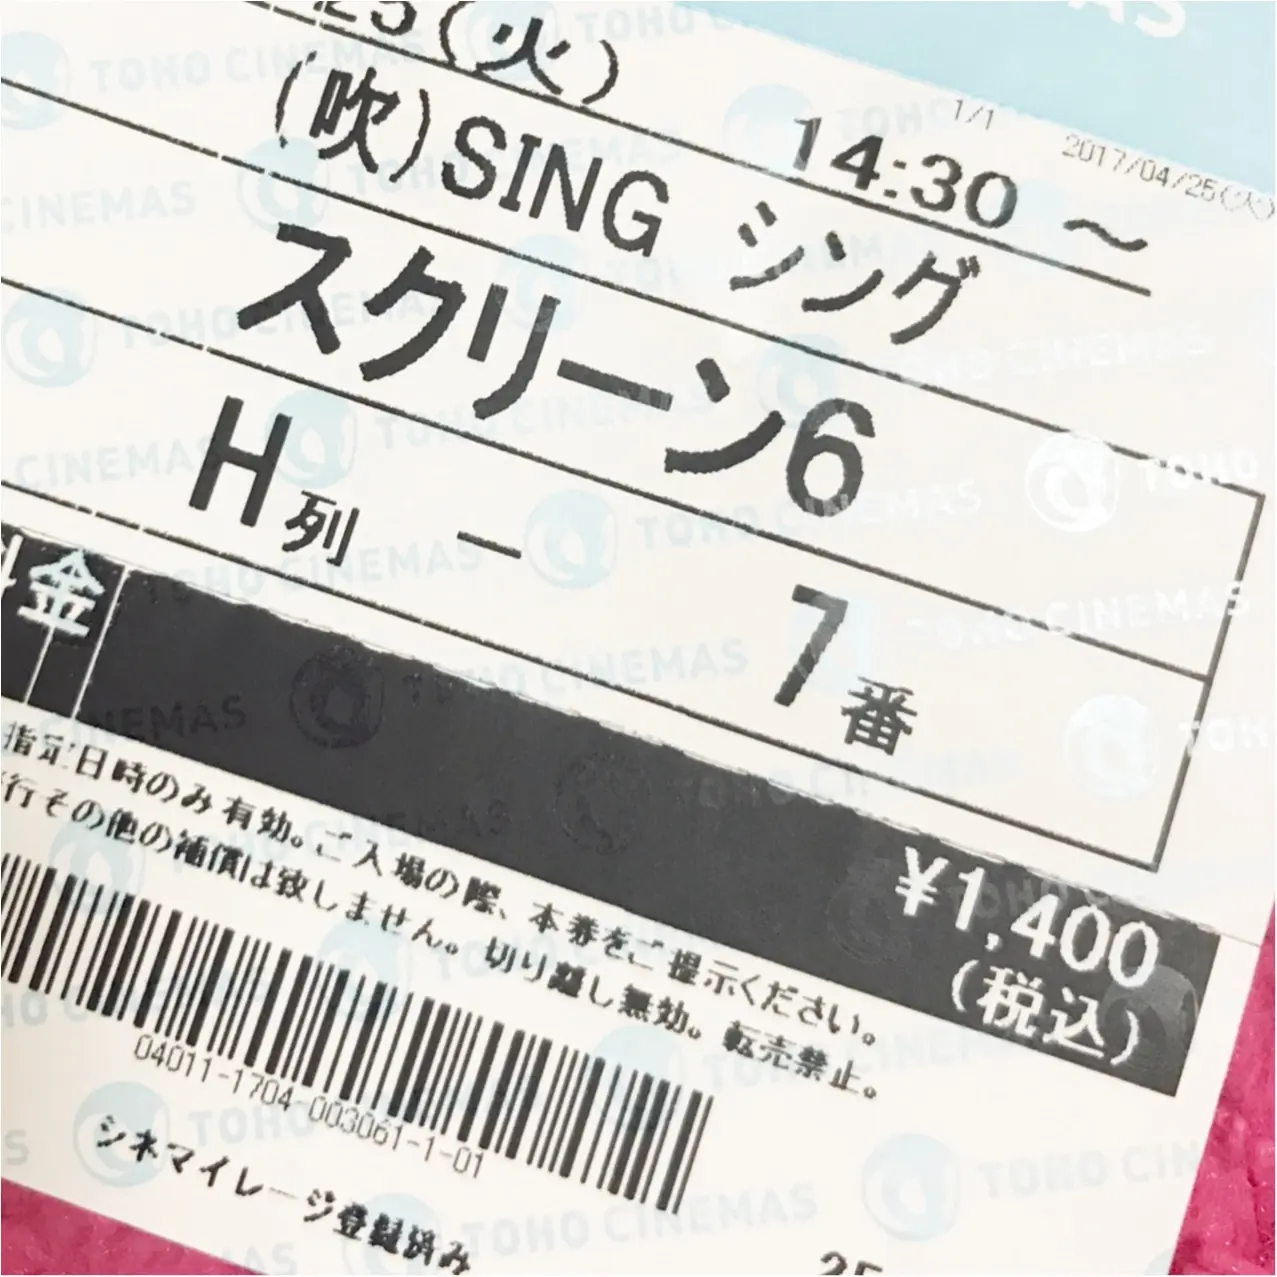 1/1 2017/04/25(火)
25(火) 14:30 ~
(吹)SING シング
スクリーン6
H列 - 7番
料金 ¥1,400
(税込)
指定日時のみ有効。ご入場の際、本券をご提示ください。
行その他の補償は致しません。切り離し無効。転売禁止。
04011-1704-003061-1-01
シネマイレージ登録済み
TOHO CINEMAS